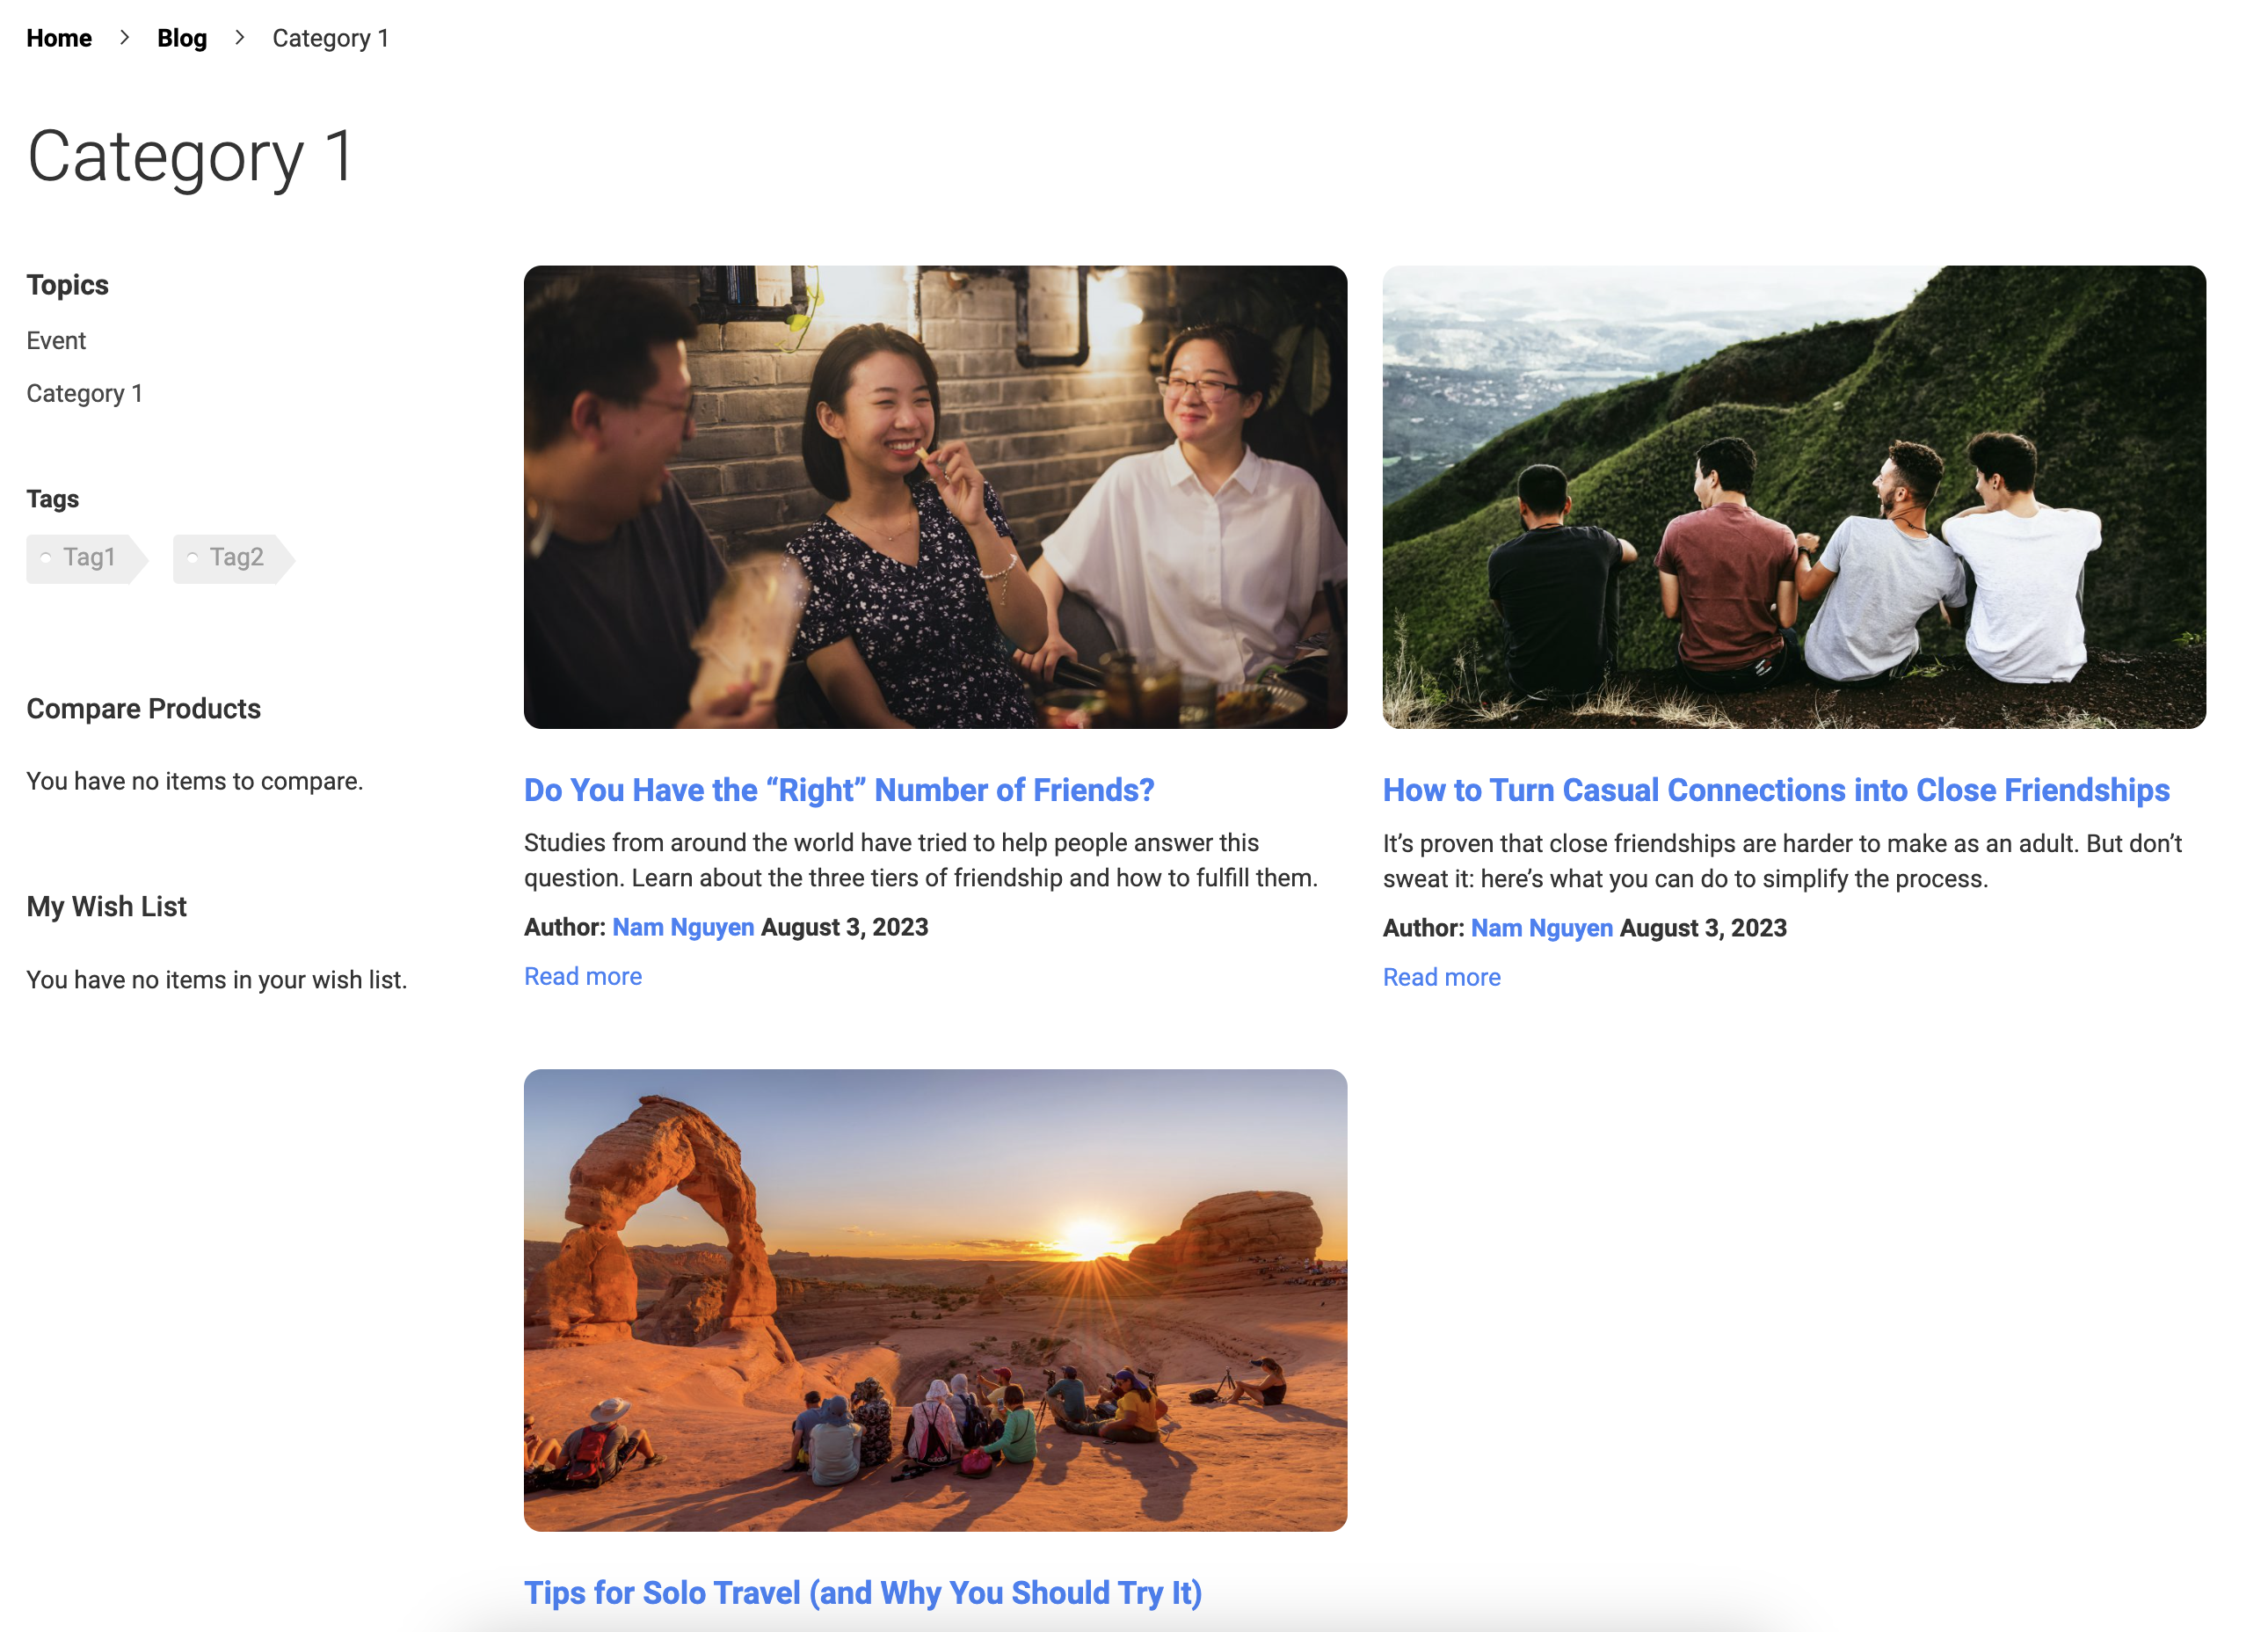 Home > Blog > Category 1
Category 1
Topics
Event
Category 1
Tags
Tag1 Tag2
Compare Products
You have no items to compare.
My Wish List
You have no items in your wish list.
Do You Have the “Right” Number of Friends?
Studies from around the world have tried to help people answer this
question. Learn about the three tiers of friendship and how to fulfill them.
Author: Nam Nguyen August 3, 2023
Read more
How to Turn Casual Connections into Close Friendships
It’s proven that close friendships are harder to make as an adult. But don’t
sweat it: here’s what you can do to simplify the process.
Author: Nam Nguyen August 3, 2023
Read more
Tips for Solo Travel (and Why You Should Try It)